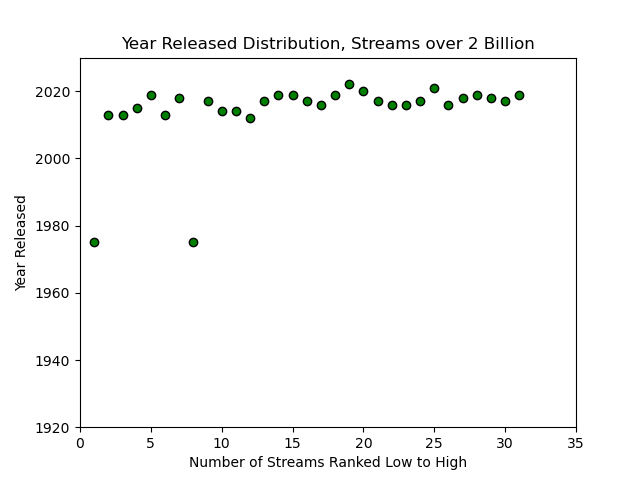 Year Released Distribution, Streams over 2 Billion
2020
2000
1980
1960
1940
1920
Year Released
0 5 10 15 20 25 30 35
Number of Streams Ranked Low to High